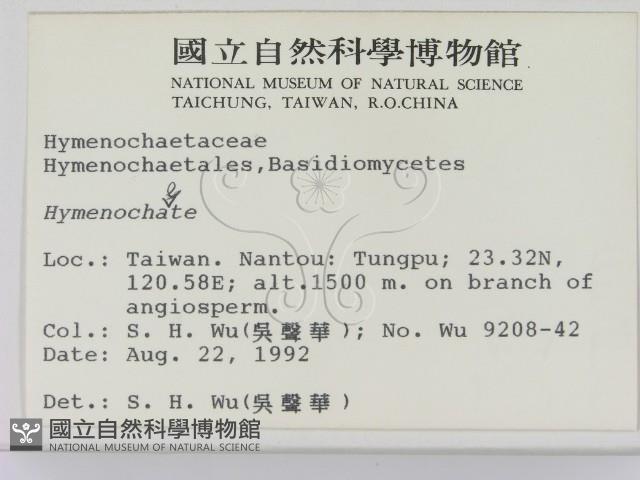 國立自然科學博物館
NATIONAL MUSEUM OF NATURAL SCIENCE
TAICHUNG, TAIWAN, R.O.CHINA
Hymenochaetaceae
Hymenochaetales,Basidiomycetes
e
Hymenochate
Loc.: Taiwan. Nantou: Tungpu; 23.32N,
120.58E; alt.1500 m. on branch of
angiosperm.
Col.: S. H. Wu(吳聲華); No. Wu 9208-42
Date: Aug. 22, 1992
Det.: S. H. Wu(吳聲華)
國立自然科學博物館
NATIONAL MUSEUM OF NATURAL SCIENCE